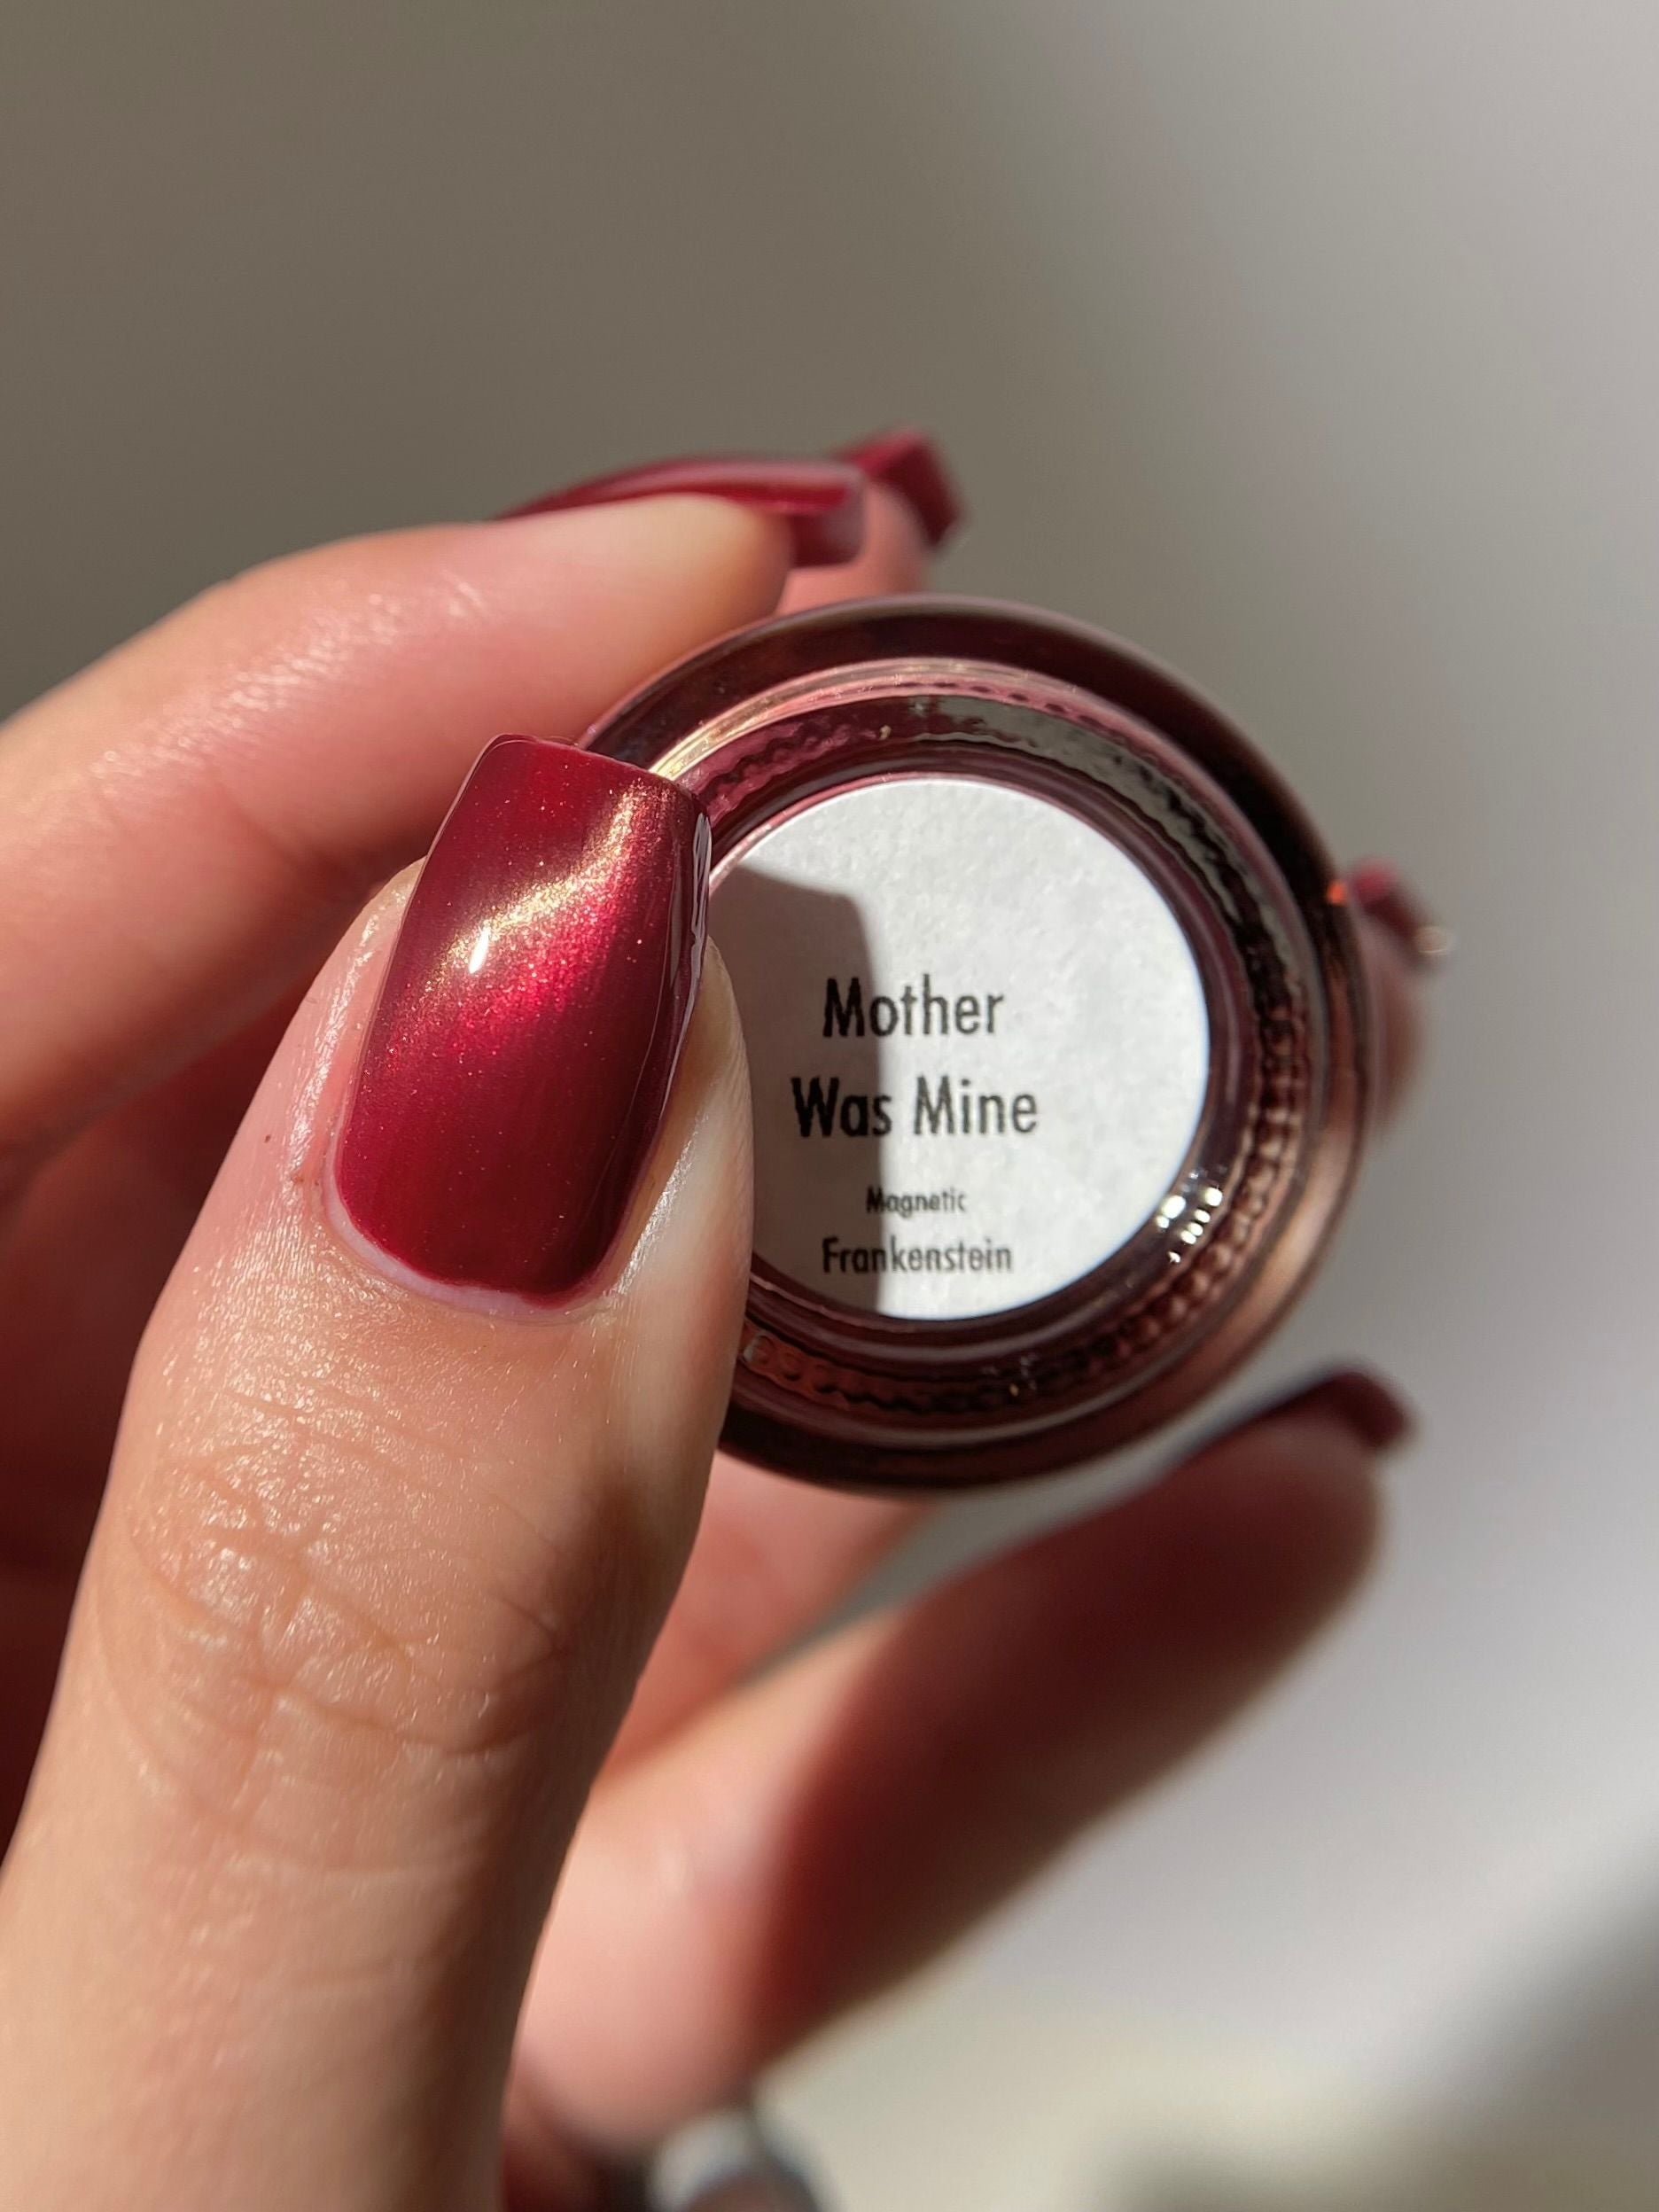 Mother
Was Mine
Magnetic
Frankenstein